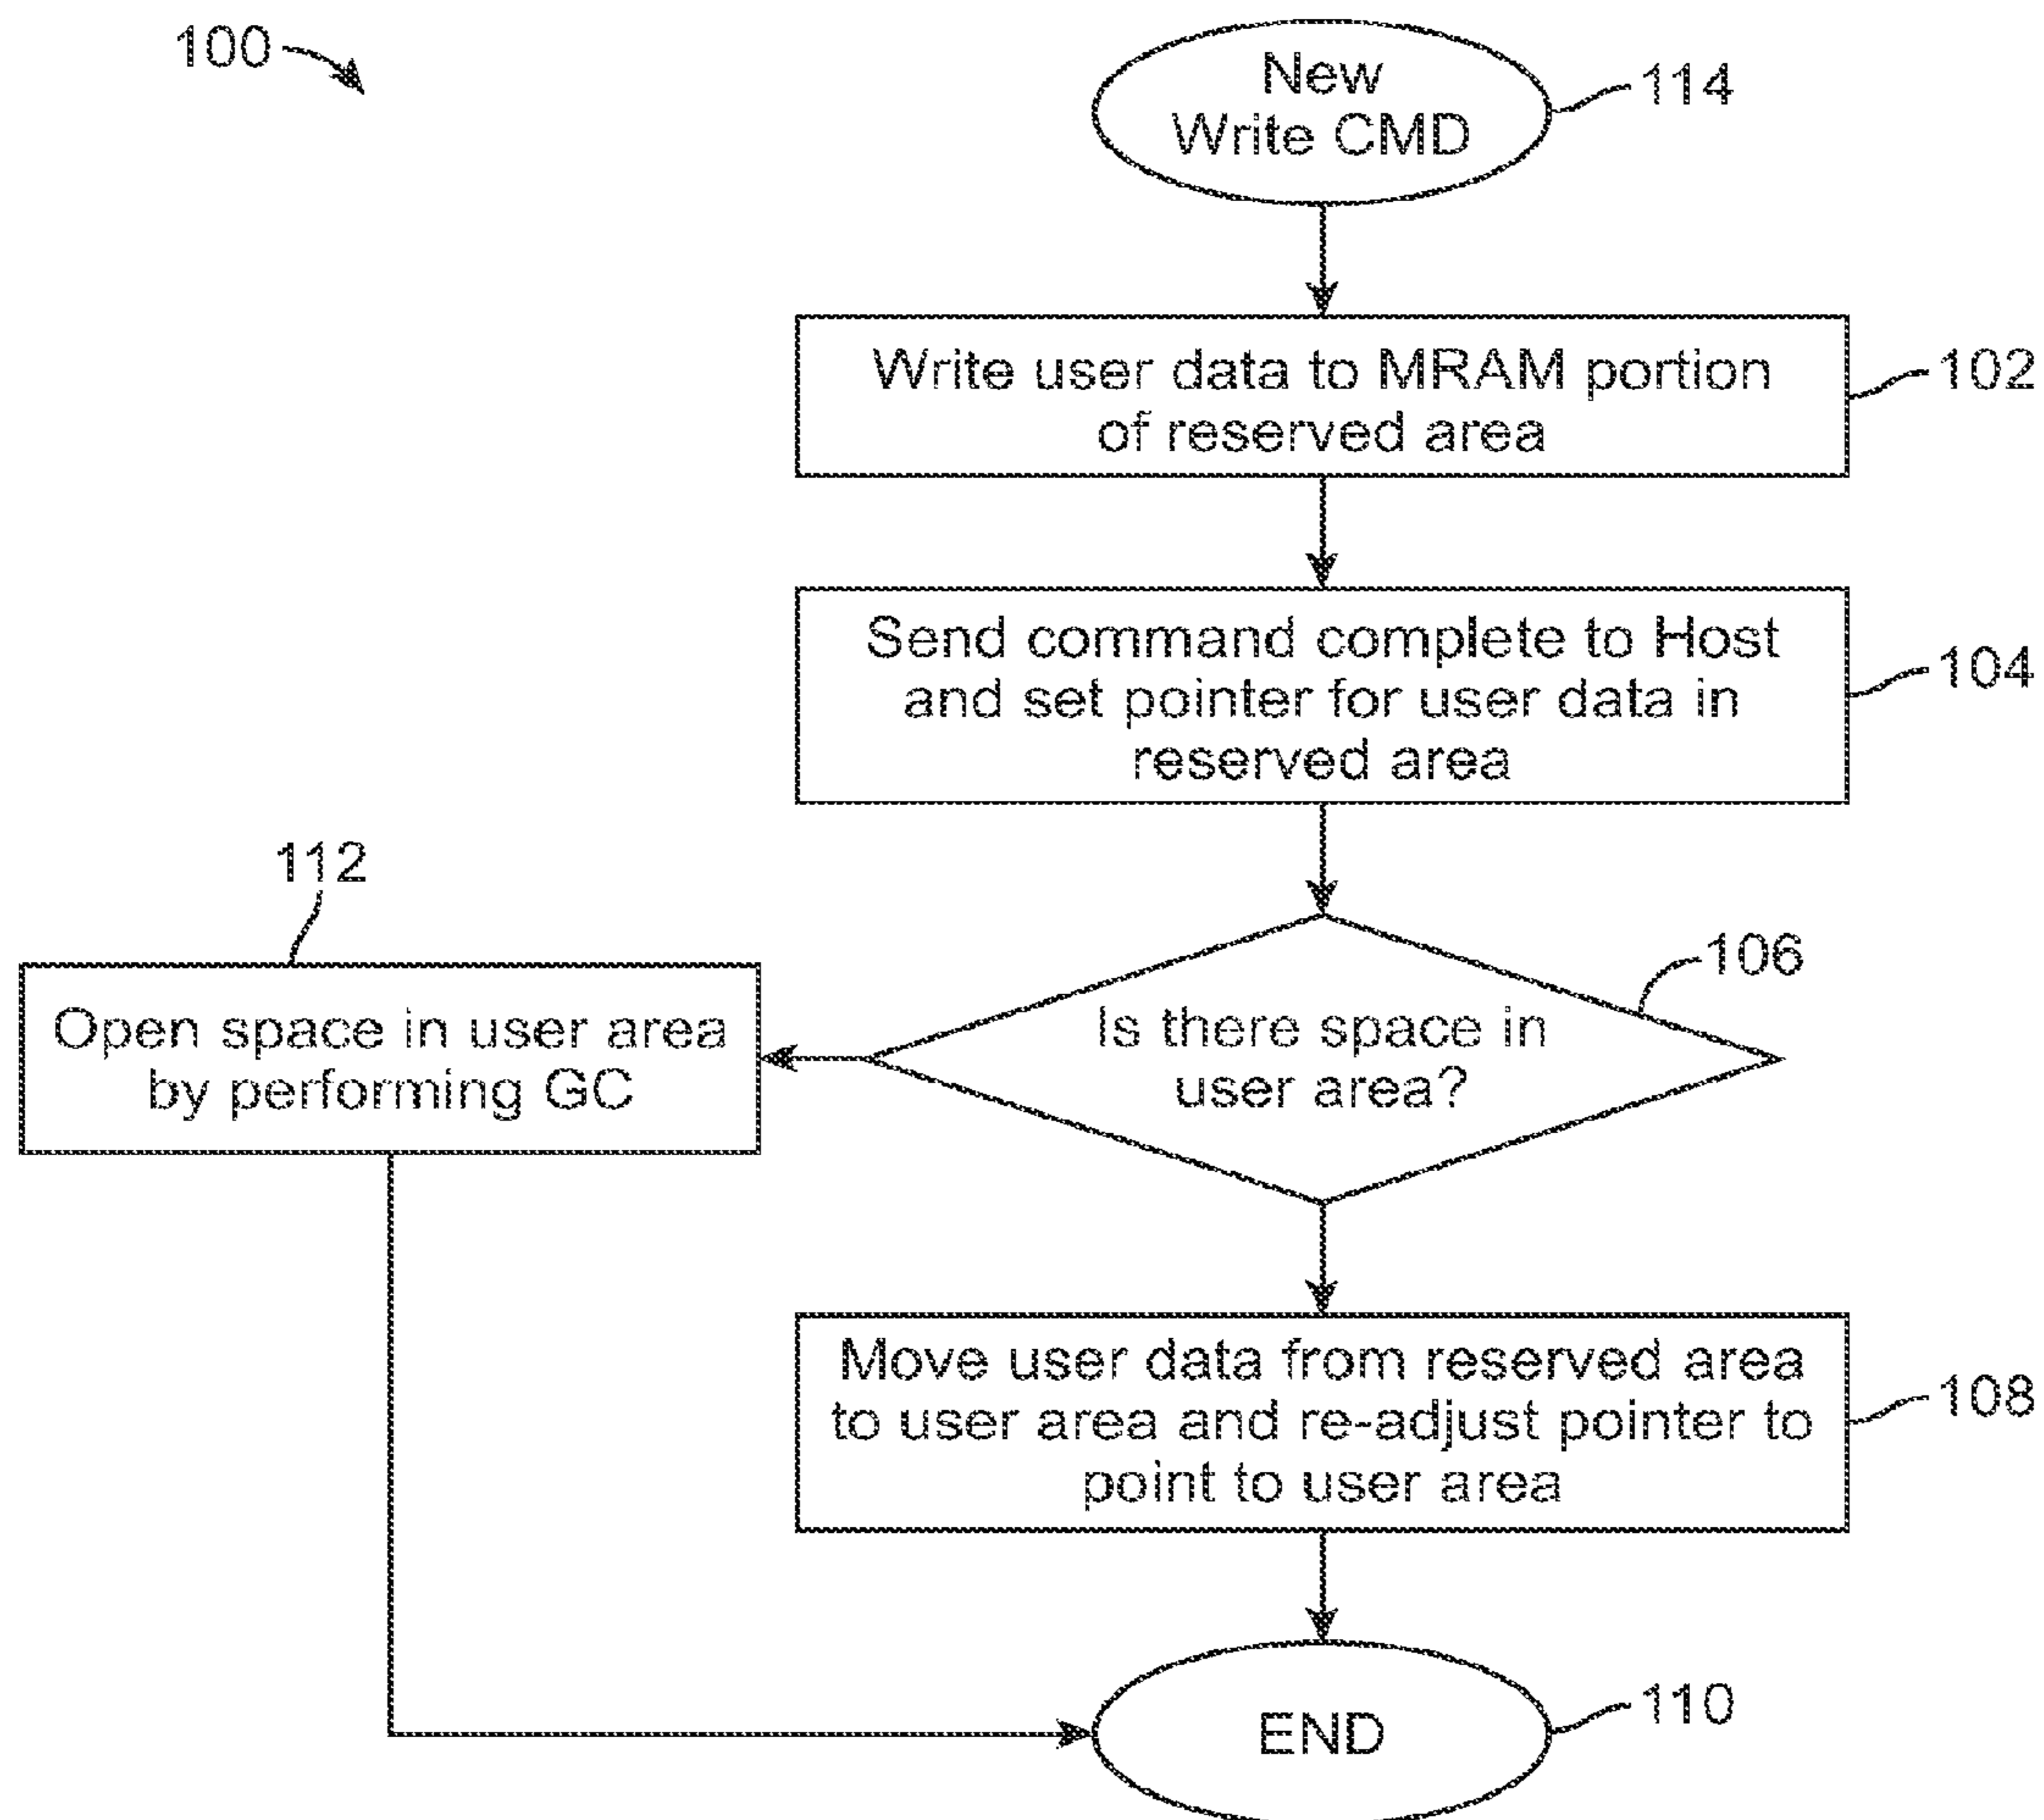 100
New
Write CMD
114
Write user data to MRAM portion
of reserved area
102
Send command complete to Host
and set pointer for user data in
reserved area
104
112
106
Open space in user area
by performing GC
Is there space in
user area?
Move user data from reserved area
to user area and re-adjust pointer to
point to user area
108
END
110